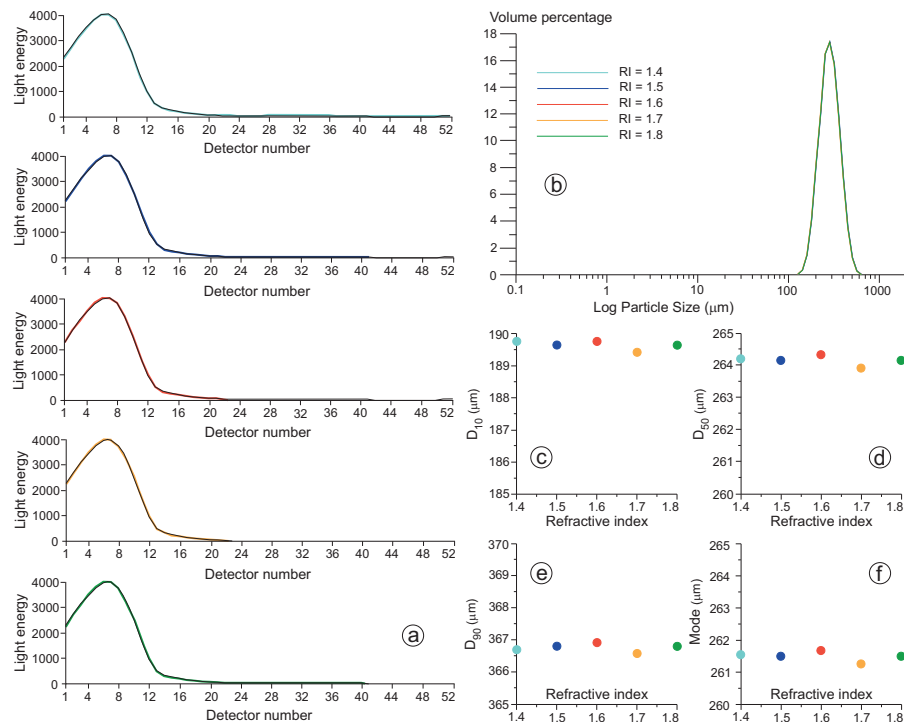 4000
3000
2000
1000
0
Light energy
1 4 8 12 16 20 24 28 32 36 40 44 48 52
Detector number
4000
2000
0
Light energy
1 4 8 12 16 20 24 28 32 36 40 44 48 52
Detector number
4000
2000
0
Light energy
1 4 8 12 16 20 24 28 32 36 40 44 48 52
Detector number
4000
2000
0
Light energy
1 4 8 12 16 20 24 28 32 36 40 44 48 52
Detector number
4000
2000
0
Light energy
a
1 4 8 12 16 20 24 28 32 36 40 44 48 52
Detector number
Volume percentage
18
16
14
12
10
8
6
4
2
0
RI = 1.4
RI = 1.5
RI = 1.6
RI = 1.7
RI = 1.8
b
0.1 1 10 100 1000
Log Particle Size (μm)
190
189
188
187
186
185
D10 (μm)
c
1.4 1.5 1.6 1.7 1.8
Refractive index
265
264
263
262
261
260
D50 (μm)
d
1.4 1.5 1.6 1.7 1.8
Refractive index
370
369
368
367
366
365
D90 (μm)
e
Refractive index
1.4 1.5 1.6 1.7 1.8
265
264
263
262
261
260
Mode (μm)
f
Refractive index
1.4 1.5 1.6 1.7 1.8